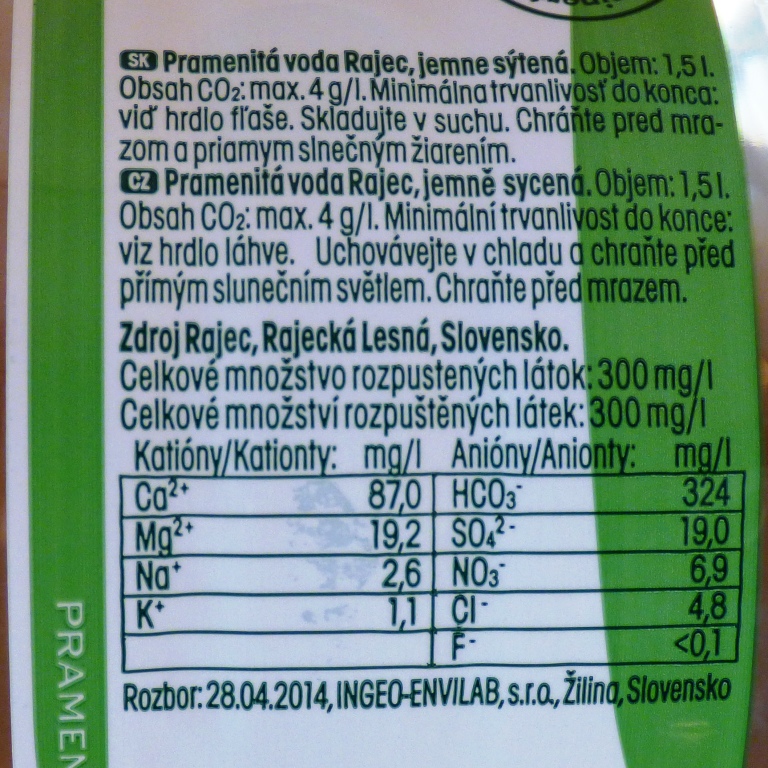 SK Pramenitá voda Rajec, jemne sýtená. Objem: 1,5 l.
Obsah CO₂: max. 4 g/l. Minimálna trvanlivosť do konca:
viď hrdlo fľaše. Skladujte v suchu. Chráňte pred mra-
zom a priamym slnečným žiarením.
CZ Pramenitá voda Rajec, jemně sycená. Objem: 1,5 l.
Obsah CO₂: max. 4 g/l. Minimální trvanlivost do konce:
viz hrdlo láhve. Uchovávejte v chladu a chraňte před
přímým slunečním světlem. Chraňte před mrazem.
Zdroj Rajec, Rajecká Lesná, Slovensko.
Celkové množstvo rozpustených látok: 300 mg/l
Celkové množství rozpuštěných látek: 300 mg/l
Katióny/Kationty: mg/l Anióny/Anionty: mg/l
Ca²⁺ 87,0 HCO₃⁻ 324
Mg²⁺ 19,2 SO₄²⁻ 19,0
Na⁺ 2,6 NO₃⁻ 6,9
K⁺ 1,1 Cl⁻ 4,8
F⁻ <0,1
Rozbor: 28.04.2014, INGEO-ENVILAB, s.r.o., Žilina, Slovensko
PRAMEN